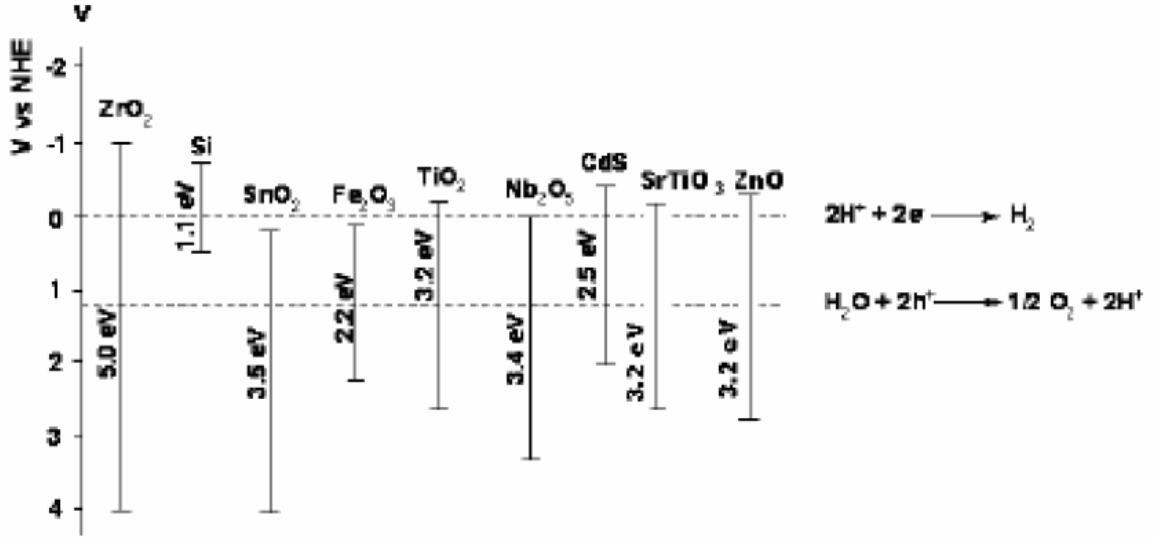 V
V vs NHE
-2
-1
0
1
2
3
4
ZrO₂
5.0 eV
Si
1.1 eV
SnO₂
3.5 eV
Fe₂O₃
2.2 eV
TiO₂
3.2 eV
Nb₂O₅
3.4 eV
CdS
2.5 eV
SrTiO₃
3.2 eV
ZnO
3.2 eV
2H⁺ + 2e → H₂
H₂O + 2h⁺ → 1/2 O₂ + 2H⁺